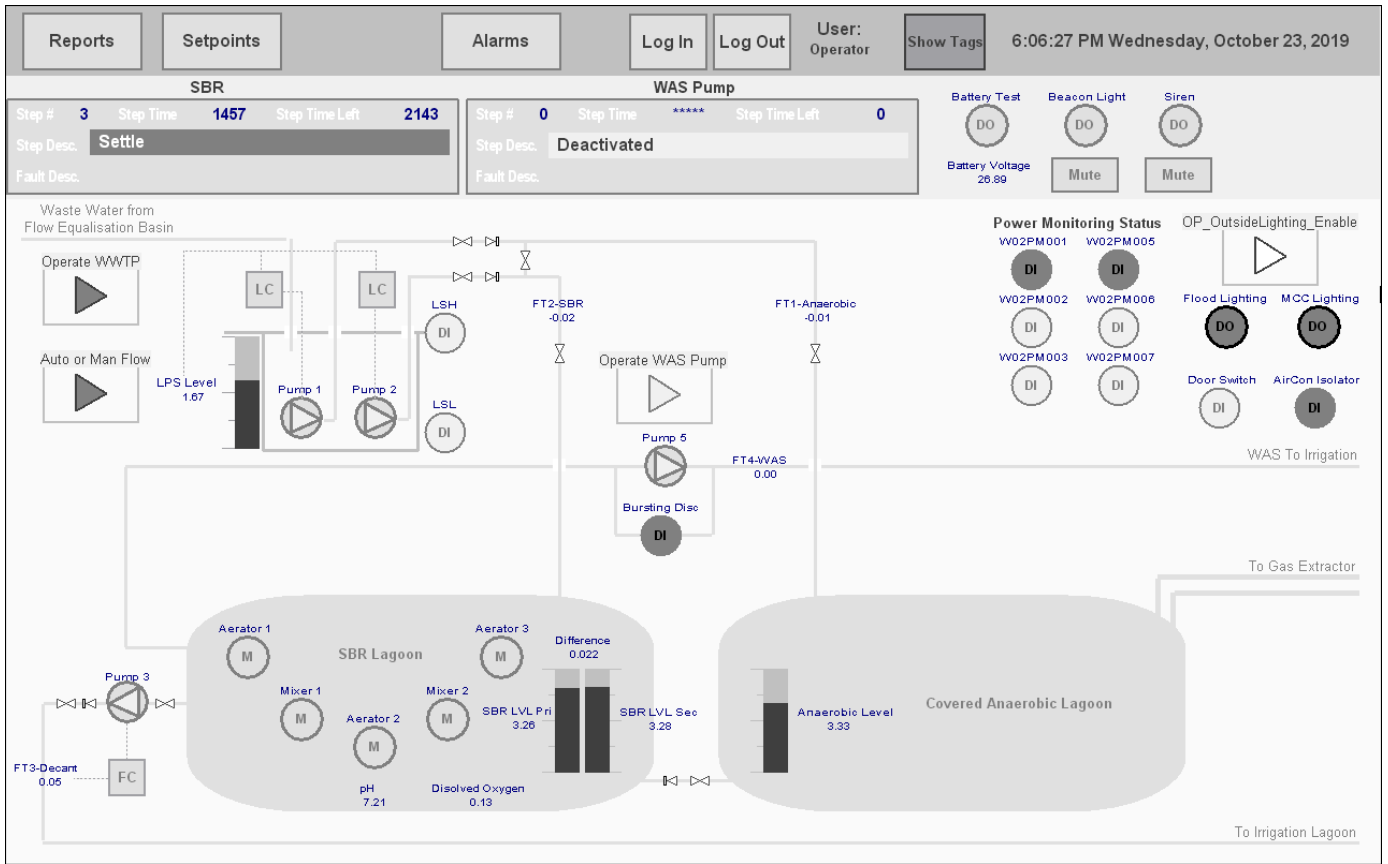 Reports
Setpoints
Alarms
Log In
Log Out
User:
Operator
Show Tags
6:06:27 PM Wednesday, October 23, 2019
SBR
Step # 3 Step Time 1457 Step Time Left 2143
Step Desc. Settle
Fault Desc.
WAS Pump
Step # 0 Step Time ***** Step Time Left 0
Step Desc. Deactivated
Fault Desc.
Battery Test
DO
Battery Voltage
26.89
Beacon Light
DO
Mute
Siren
DO
Mute
Waste Water from
Flow Equalisation Basin
Operate WWTP
Auto or Man Flow
LC
LC
LSH
DI
LSL
DI
LPS Level
1.67
Pump 1
Pump 2
FT2-SBR
-0.02
FT1-Anaerobic
-0.01
Operate WAS Pump
Pump 5
FT4-WAS
0.00
Bursting Disc
DI
Power Monitoring Status
W02PM001 W02PM005
DI DI
W02PM002 W02PM006
DI DI
W02PM003 W02PM007
DI DI
OP_OutsideLighting_Enable
Flood Lighting MCC Lighting
DO DO
Door Switch AirCon Isolator
DI DI
WAS To Irrigation
To Gas Extractor
Aerator 1
M
SBR Lagoon
Aerator 3
M
Difference
0.022
Mixer 1
M
Aerator 2
M
Mixer 2
M
SBR LVL Pri
3.26
SBR LVL Sec
3.28
pH
7.21
Disolved Oxygen
0.13
Pump 3
FT3-Decant
0.05
FC
Anaerobic Level
3.33
Covered Anaerobic Lagoon
To Irrigation Lagoon